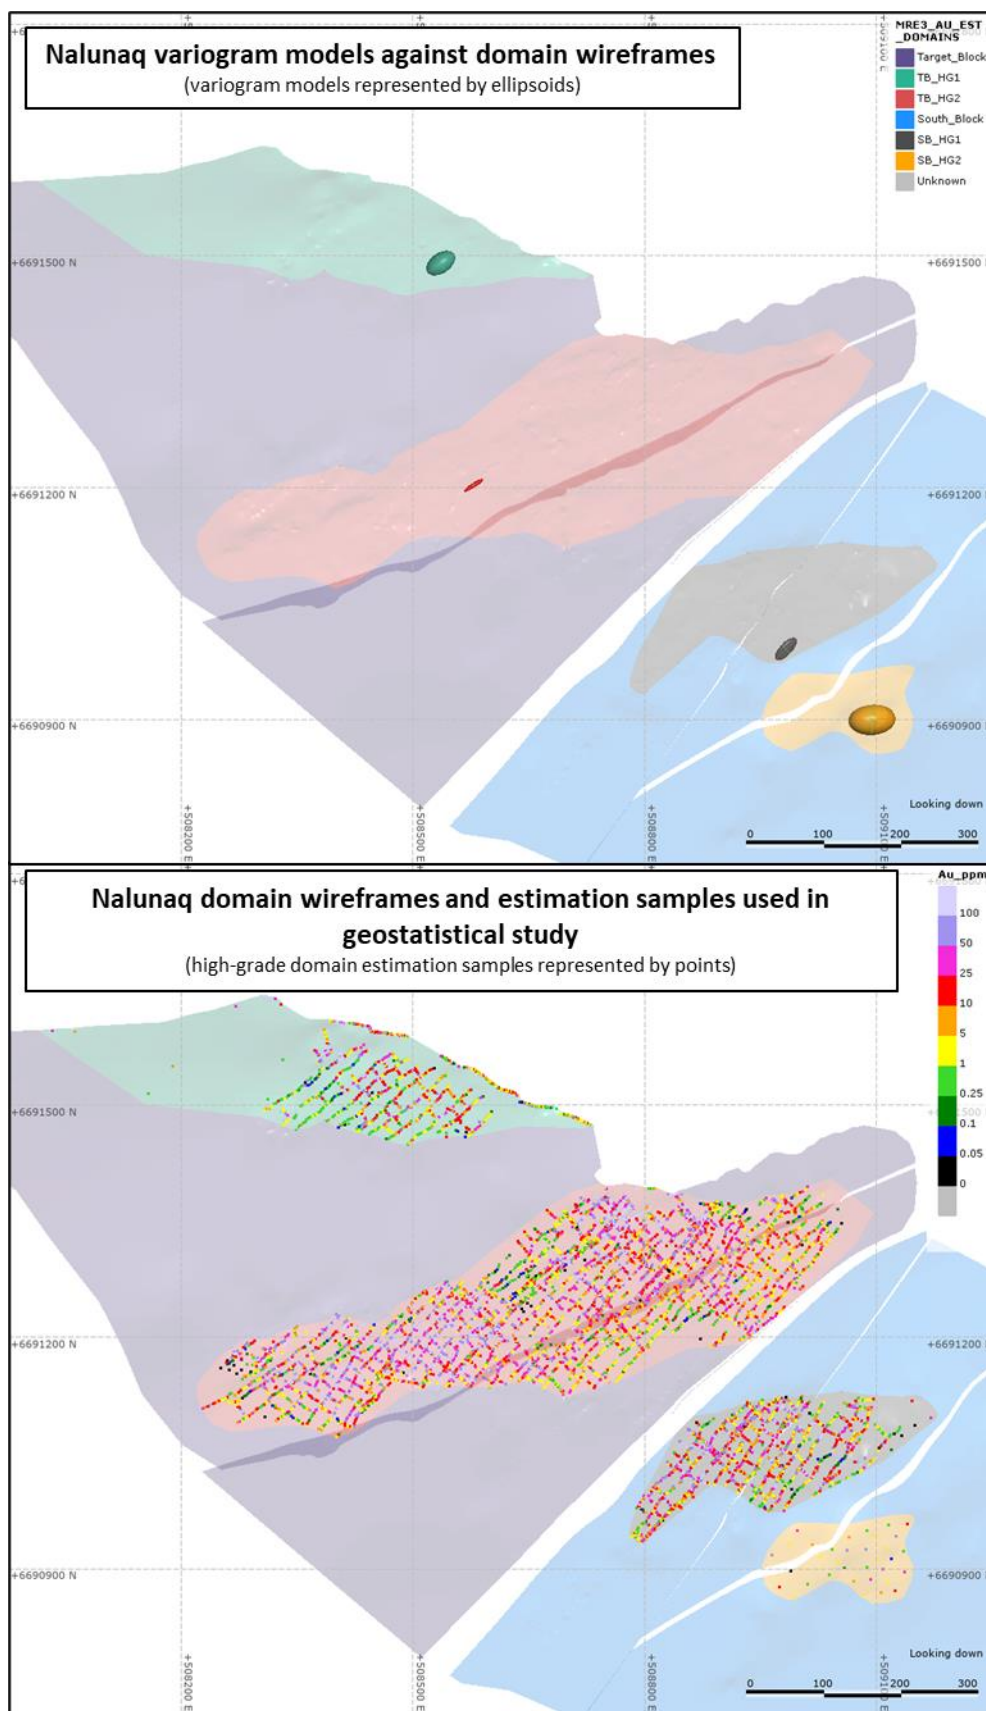 Nalunaq variogram models against domain wireframes
(variogram models represented by ellipsoids)
MRE3_AU_EST
_DOMAINS
Target_Block
TB_HG1
TB_HG2
South_Block
SB_HG1
SB_HG2
Unknown
+6691500 N
+6691500 N
+6691200 N
+6691200 N
+6690900 N
+6690900 N
+508200 E
+508500 E
+508800 E
+509100 E
Looking down
0 100 200 300
Nalunaq domain wireframes and estimation samples used in
geostatistical study
(high-grade domain estimation samples represented by points)
Au_ppm
100
50
25
10
5
1
0.25
0.1
0.05
0
+6691500 N
+6691200 N
+6691200 N
+6690900 N
+6690900 N
+508200 E
+508500 E
+508800 E
+509100 E
Looking down
0 100 200 300